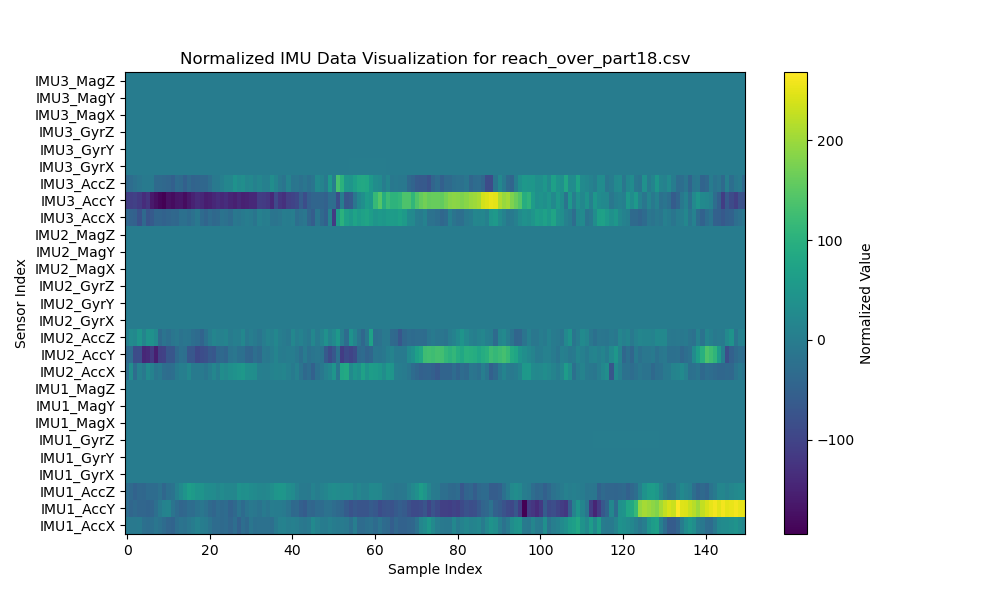 Normalized IMU Data Visualization for reach_over_part18.csv
IMU3_MagZ
IMU3_MagY
IMU3_MagX
IMU3_GyrZ
IMU3_GyrY
IMU3_GyrX
IMU3_AccZ
IMU3_AccY
IMU3_AccX
IMU2_MagZ
IMU2_MagY
IMU2_MagX
IMU2_GyrZ
IMU2_GyrY
IMU2_GyrX
IMU2_AccZ
IMU2_AccY
IMU2_AccX
IMU1_MagZ
IMU1_MagY
IMU1_MagX
IMU1_GyrZ
IMU1_GyrY
IMU1_GyrX
IMU1_AccZ
IMU1_AccY
IMU1_AccX
Sensor Index
0 20 40 60 80 100 120 140
Sample Index
200
100
0
−100
Normalized Value